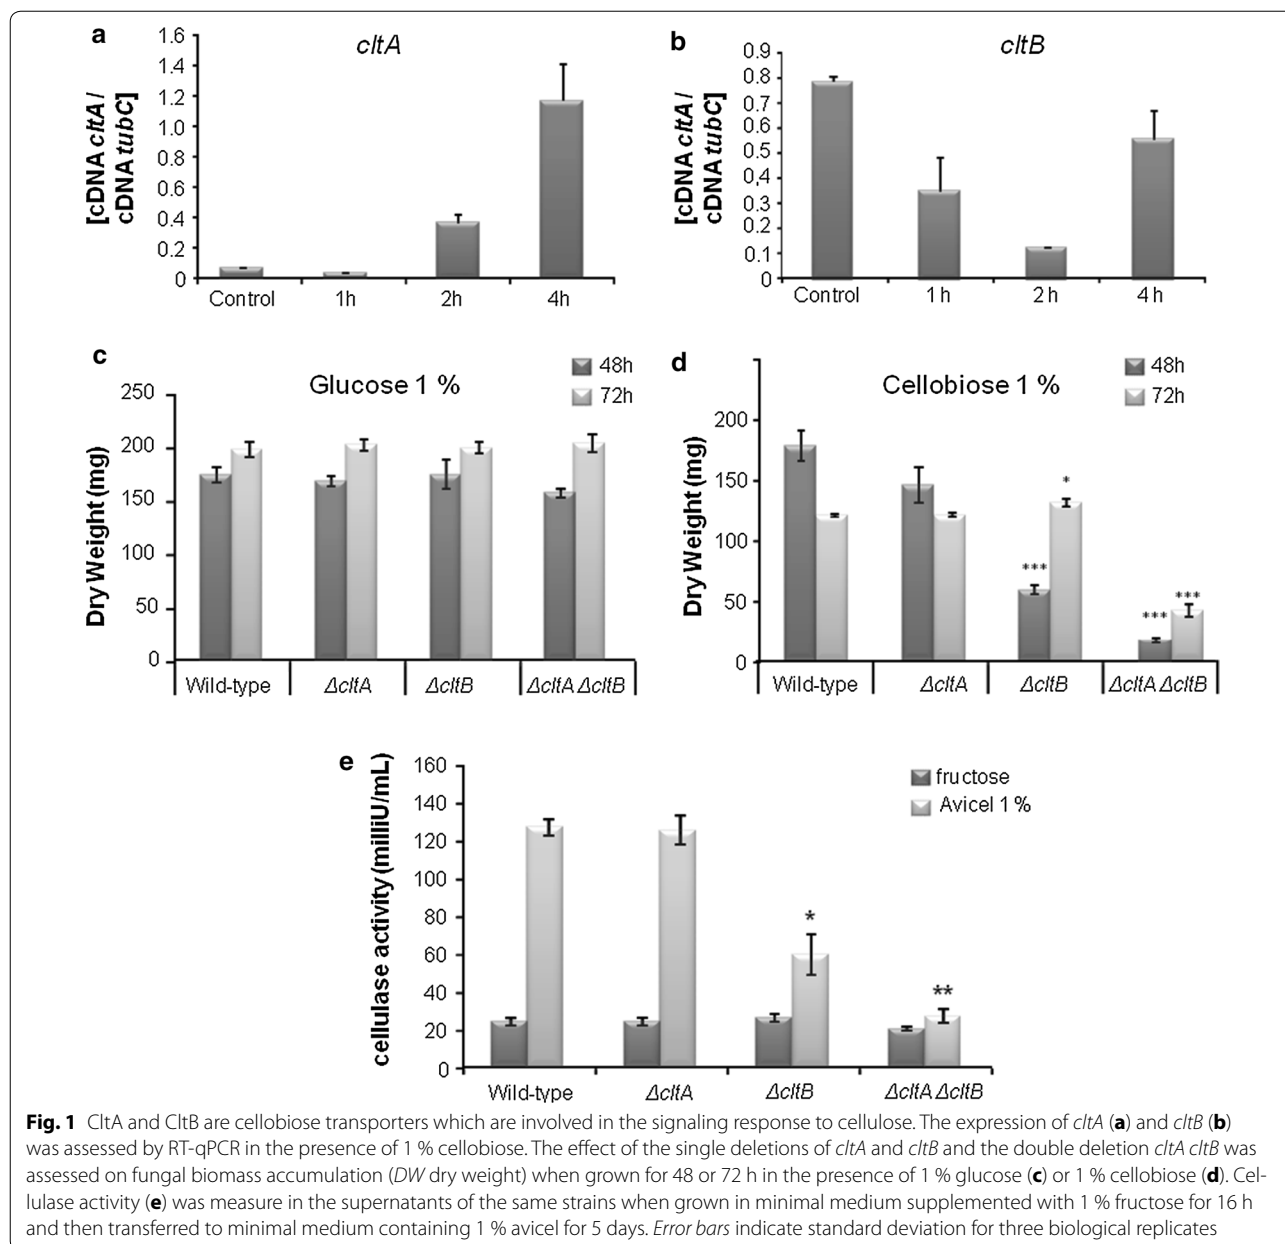 a
cltA
[cDNA cltA /
cDNA tubC]
1.6
1.4
1.2
1.0
0.8
0.6
0.4
0.2
0
Control 1h 2h 4h
b
cltB
[cDNA cltA /
cDNA tubC]
0.9
0.8
0.7
0.6
0.5
0.4
0.3
0.2
0.1
0
Control 1h 2h 4h
c
Glucose 1 %
48h
72h
Dry Weight (mg)
250
200
150
100
50
0
Wild-type ΔcltA ΔcltB ΔcltA ΔcltB
d
Cellobiose 1 %
48h
72h
Dry Weight (mg)
200
150
100
50
0
*
***
***
***
Wild-type ΔcltA ΔcltB ΔcltA ΔcltB
e
fructose
Avicel 1 %
cellulase activity (milliU/mL)
160
140
120
100
80
60
40
20
0
*
**
Wild-type ΔcltA ΔcltB ΔcltA ΔcltB
Fig. 1 CltA and CltB are cellobiose transporters which are involved in the signaling response to cellulose. The expression of cltA (a) and cltB (b)
was assessed by RT-qPCR in the presence of 1 % cellobiose. The effect of the single deletions of cltA and cltB and the double deletion cltA cltB was
assessed on fungal biomass accumulation (DW dry weight) when grown for 48 or 72 h in the presence of 1 % glucose (c) or 1 % cellobiose (d). Cel-
lulase activity (e) was measure in the supernatants of the same strains when grown in minimal medium supplemented with 1 % fructose for 16 h
and then transferred to minimal medium containing 1 % avicel for 5 days. Error bars indicate standard deviation for three biological replicates